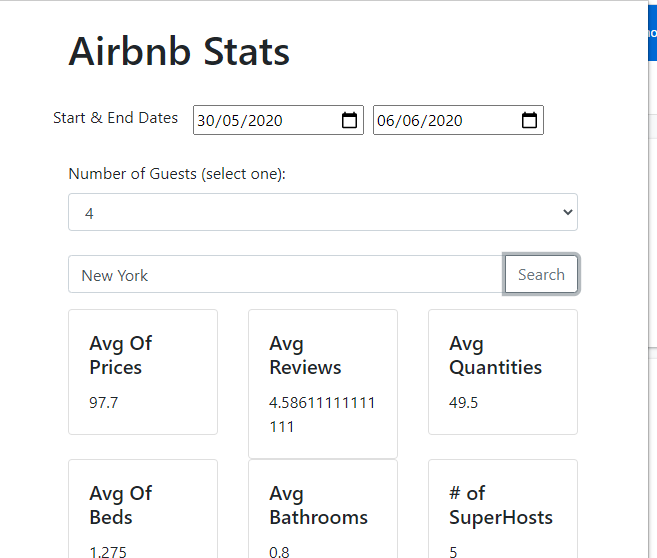 Airbnb Stats
Start & End Dates 30/05/2020 06/06/2020
Number of Guests (select one):
4
New York Search
Avg Of
Prices
97.7
Avg
Reviews
4.58611111111
111
Avg
Quantities
49.5
Avg Of
Beds
1.275
Avg
Bathrooms
0.8
# of
SuperHosts
5